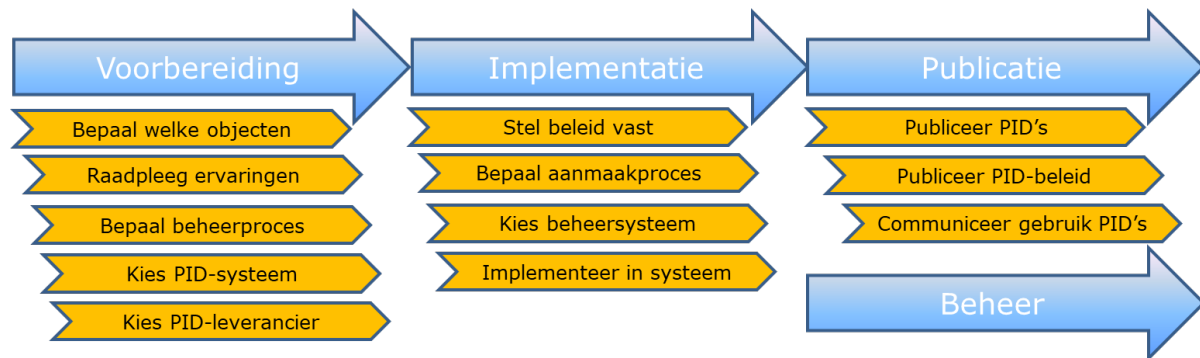 Voorbereiding
Bepaal welke objecten
Raadpleeg ervaringen
Bepaal beheerproces
Kies PID-systeem
Kies PID-leverancier
Implementatie
Stel beleid vast
Bepaal aanmaakproces
Kies beheersysteem
Implementeer in systeem
Publicatie
Publiceer PID's
Publiceer PID-beleid
Communiceer gebruik PID's
Beheer